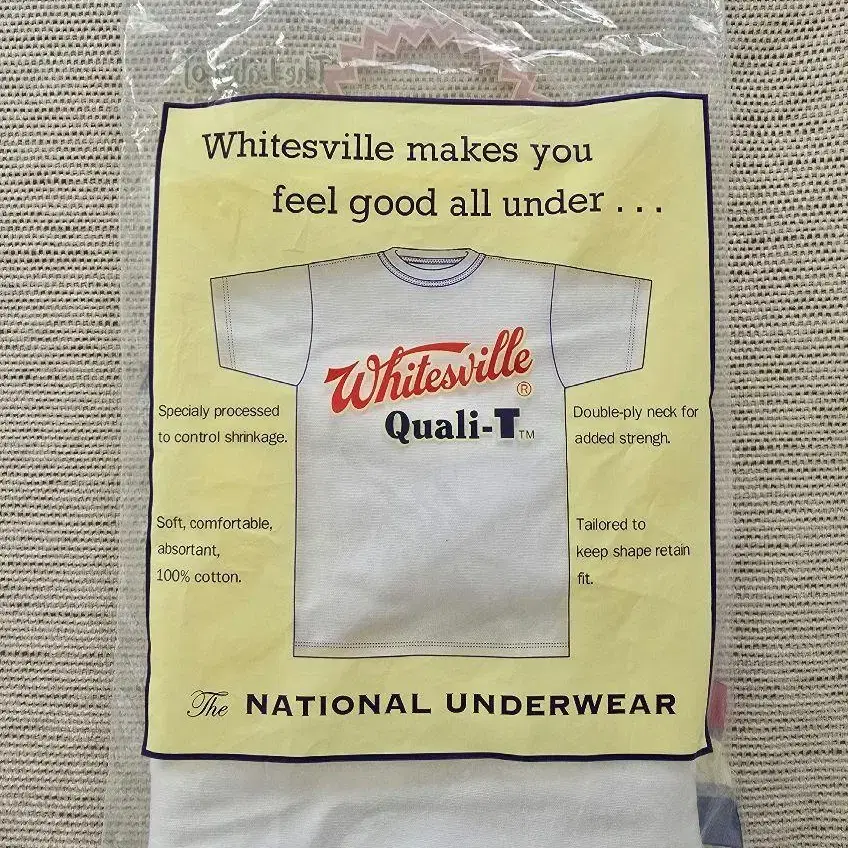 The
Whitesville makes you
feel good all under . . .
Whitesville ®
Quali-T TM
Specialy processed
to control shrinkage.
Double-ply neck for
added strengh.
Soft, comfortable,
absortant,
100% cotton.
Tailored to
keep shape retain
fit.
The NATIONAL UNDERWEAR